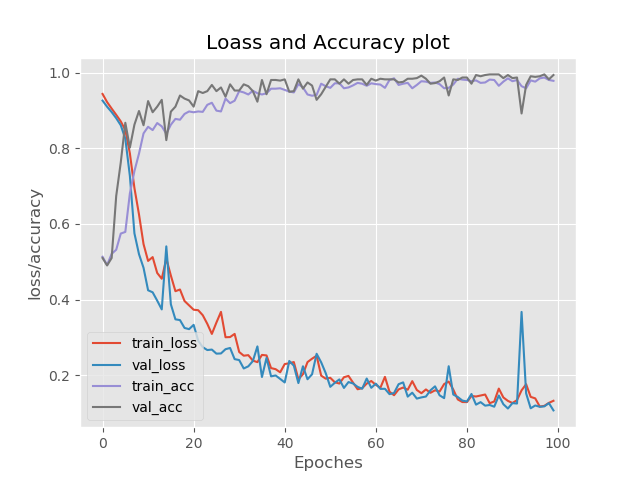 Loass and Accuracy plot
1.0
0.8
0.6
0.4
0.2
loss/accuracy
train_loss
val_loss
train_acc
val_acc
0 20 40 60 80 100
Epoches